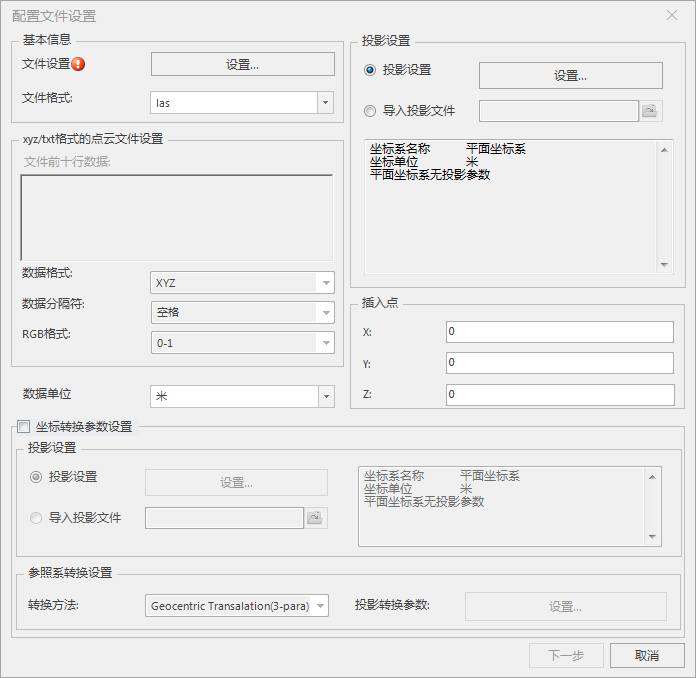 配置文件设置
基本信息
文件设置
设置...
文件格式:
las
xyz/txt格式的点云文件设置
文件前十行数据:
数据格式:
XYZ
数据分隔符:
空格
RGB格式:
0-1
数据单位
米
投影设置
投影设置
设置...
导入投影文件
坐标系名称 平面坐标系
坐标单位 米
平面坐标系无投影参数
插入点
X:
0
Y:
0
Z:
0
坐标转换参数设置
投影设置
投影设置
设置...
导入投影文件
坐标系名称 平面坐标系
坐标单位 米
平面坐标系无投影参数
参照系转换设置
转换方法:
Geocentric Transalation(3-para)
投影转换参数:
设置...
下一步
取消